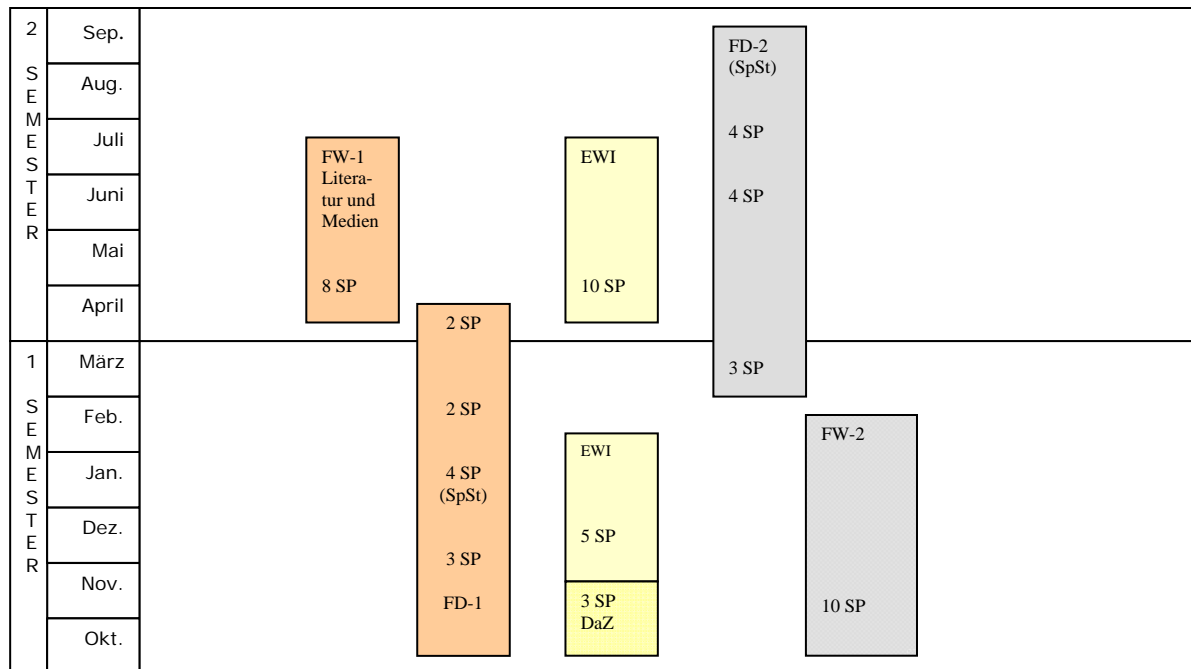 2
SEMESTER
Sep.
Aug.
Juli
Juni
Mai
April
FW-1
Litera-
tur und
Medien
8 SP
EWI
10 SP
FD-2
(SpSt)
4 SP
4 SP
3 SP
1
SEMESTER
März
Feb.
Jan.
Dez.
Nov.
Okt.
2 SP
2 SP
4 SP
(SpSt)
3 SP
FD-1
EWI
5 SP
3 SP
DaZ
FW-2
10 SP